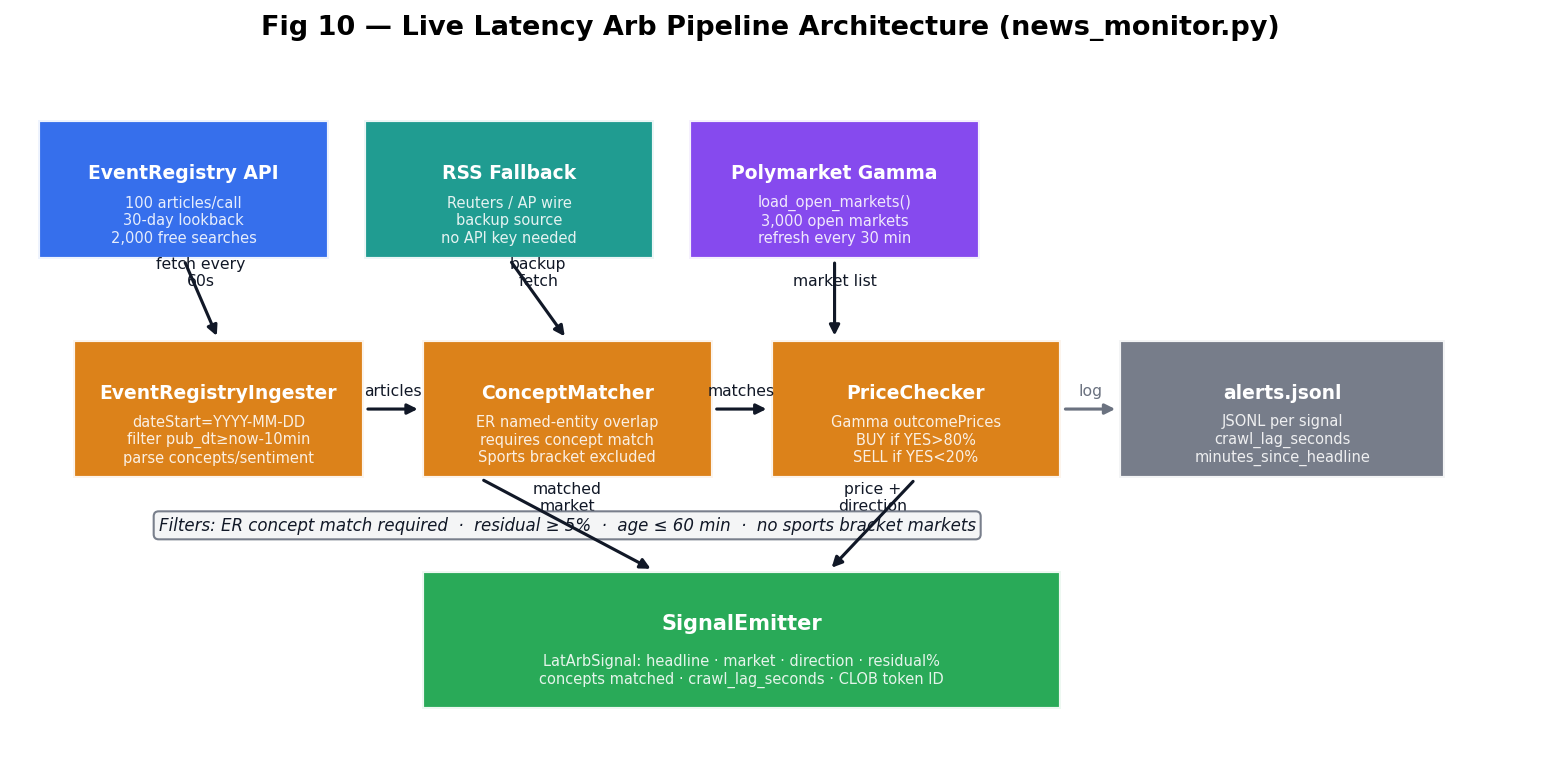 Fig 10 — Live Latency Arb Pipeline Architecture (news_monitor.py)
EventRegistry API
100 articles/call
30-day lookback
2,000 free searches
RSS Fallback
Reuters / AP wire
backup source
no API key needed
Polymarket Gamma
load_open_markets()
3,000 open markets
refresh every 30 min
fetch every
60s
backup
fetch
market list
EventRegistryIngester
dateStart=YYYY-MM-DD
filter pub_dt≥now-10min
parse concepts/sentiment
articles
ConceptMatcher
ER named-entity overlap
requires concept match
Sports bracket excluded
matches
PriceChecker
Gamma outcomePrices
BUY if YES>80%
SELL if YES<20%
log
alerts.jsonl
JSONL per signal
crawl_lag_seconds
minutes_since_headline
matched
market
price +
direction
Filters: ER concept match required · residual ≥ 5% · age ≤ 60 min · no sports bracket markets
SignalEmitter
LatArbSignal: headline · market · direction · residual%
concepts matched · crawl_lag_seconds · CLOB token ID